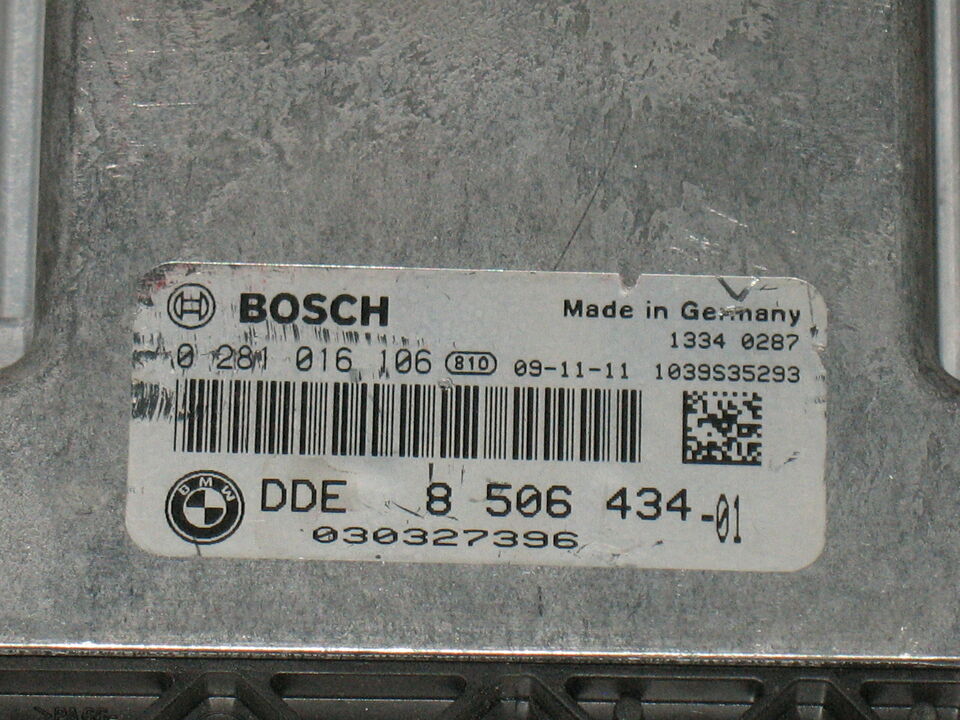 BOSCH
Made in Germany
1334 0287
0 281 016 106 810 09-11-11 1039S35293
BMW
DDE 8 506 434-01
030327396